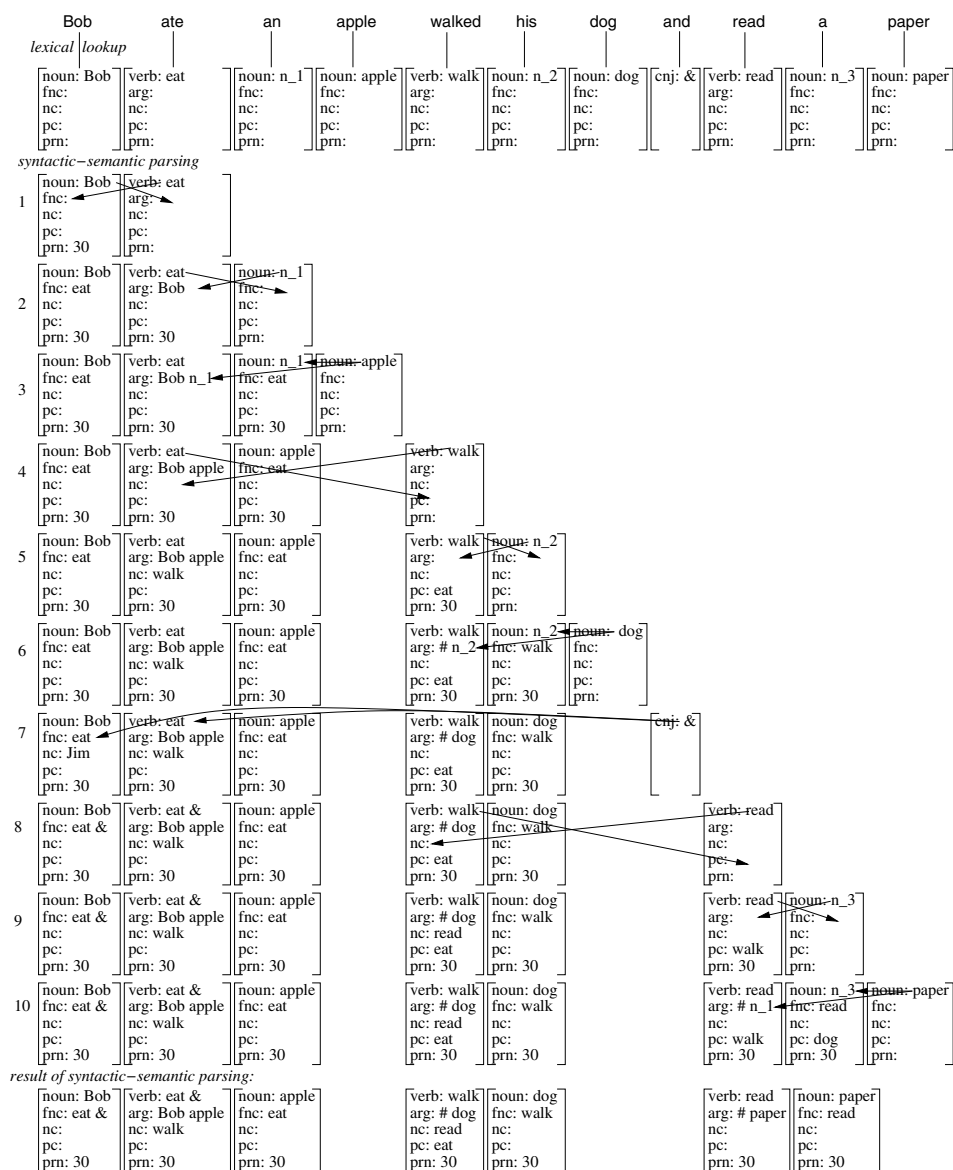 Bob ate an apple walked his dog and read a paper
lexical lookup
noun: Bob verb: eat noun: n_1 noun: apple verb: walk noun: n_2 noun: dog cnj: & verb: read noun: n_3 noun: paper
fnc: arg: fnc: fnc: arg: fnc: fnc: arg: fnc: fnc:
nc: nc: nc: nc: nc: nc: nc: nc: nc: nc:
pc: pc: pc: pc: pc: pc: pc: pc: pc: pc:
prn: prn: prn: prn: prn: prn: prn: prn: prn: prn:
syntactic−semantic parsing
noun: Bob verb: eat
1 fnc: arg:
nc: nc:
pc: pc:
prn: 30 prn:
noun: Bob verb: eat noun: n_1
fnc: eat arg: Bob fnc:
2 nc: nc: nc:
pc: pc: pc:
prn: 30 prn: 30 prn:
noun: Bob verb: eat noun: n_1 noun: apple
fnc: eat arg: Bob n_1 fnc: eat fnc:
3 nc: nc: nc: nc:
pc: pc: pc: pc:
prn: 30 prn: 30 prn: 30 prn:
noun: Bob verb: eat noun: apple verb: walk
4 fnc: eat arg: Bob apple fnc: eat arg:
nc: nc: nc: nc:
pc: pc: pc: pc:
prn: 30 prn: 30 prn: 30 prn:
noun: Bob verb: eat noun: apple verb: walk noun: n_2
5 fnc: eat arg: Bob apple fnc: eat arg: fnc:
nc: nc: walk nc: nc: nc:
pc: pc: pc: pc: eat pc:
prn: 30 prn: 30 prn: 30 prn: 30 prn:
noun: Bob verb: eat noun: apple verb: walk noun: n_2 noun: dog
6 fnc: eat arg: Bob apple fnc: eat arg: # n_2 fnc: walk fnc:
nc: nc: walk nc: nc: nc: nc:
pc: pc: pc: pc: eat pc: pc:
prn: 30 prn: 30 prn: 30 prn: 30 prn: 30 prn:
noun: Bob verb: eat noun: apple verb: walk noun: dog cnj: &
7 fnc: eat arg: Bob apple fnc: eat arg: # dog fnc: walk
nc: Jim nc: walk nc: nc: nc:
pc: pc: pc: pc: eat pc:
prn: 30 prn: 30 prn: 30 prn: 30 prn: 30
noun: Bob verb: eat & noun: apple verb: walk noun: dog verb: read
8 fnc: eat & arg: Bob apple fnc: eat arg: # dog fnc: walk arg:
nc: nc: walk nc: nc: nc: nc:
pc: pc: pc: pc: eat pc: pc:
prn: 30 prn: 30 prn: 30 prn: 30 prn: 30 prn:
noun: Bob verb: eat & noun: apple verb: walk noun: dog verb: read noun: n_3
9 fnc: eat & arg: Bob apple fnc: eat arg: # dog fnc: walk arg: fnc:
nc: nc: walk nc: nc: read nc: nc: nc:
pc: pc: pc: pc: eat pc: pc: walk pc:
prn: 30 prn: 30 prn: 30 prn: 30 prn: 30 prn: 30 prn:
noun: Bob verb: eat & noun: apple verb: walk noun: dog verb: read noun: n_3 noun: paper
10 fnc: eat & arg: Bob apple fnc: eat arg: # dog fnc: walk arg: # n_1 fnc: read fnc:
nc: nc: walk nc: nc: read nc: nc: nc: nc:
pc: pc: pc: pc: eat pc: pc: walk pc: dog pc:
prn: 30 prn: 30 prn: 30 prn: 30 prn: 30 prn: 30 prn: 30 prn:
result of syntactic−semantic parsing:
noun: Bob verb: eat & noun: apple verb: walk noun: dog verb: read noun: paper
fnc: eat & arg: Bob apple fnc: eat arg: # dog fnc: walk arg: # paper fnc: read
nc: nc: walk nc: nc: read nc: nc: nc:
pc: pc: pc: pc: eat pc: pc: pc:
prn: 30 prn: 30 prn: 30 prn: 30 prn: 30 prn: 30 prn: 30